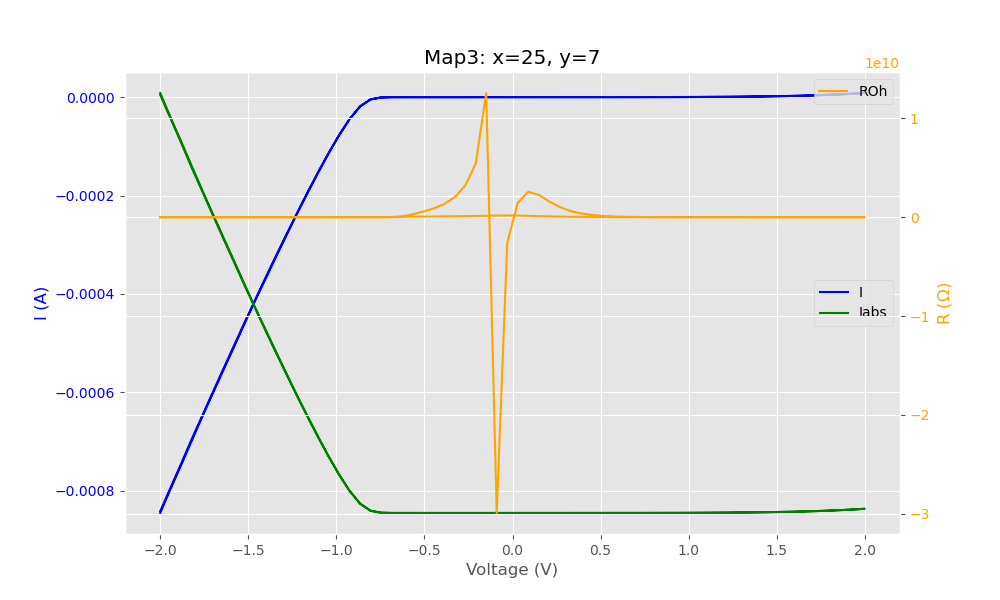 Map3: x=25, y=7
1e10
ROh
I
Iabs
0.0000
−0.0002
−0.0004
−0.0006
−0.0008
I (A)
1
0
−1
−2
−3
R (Ω)
−2.0
−1.5
−1.0
−0.5
0.0
0.5
1.0
1.5
2.0
Voltage (V)